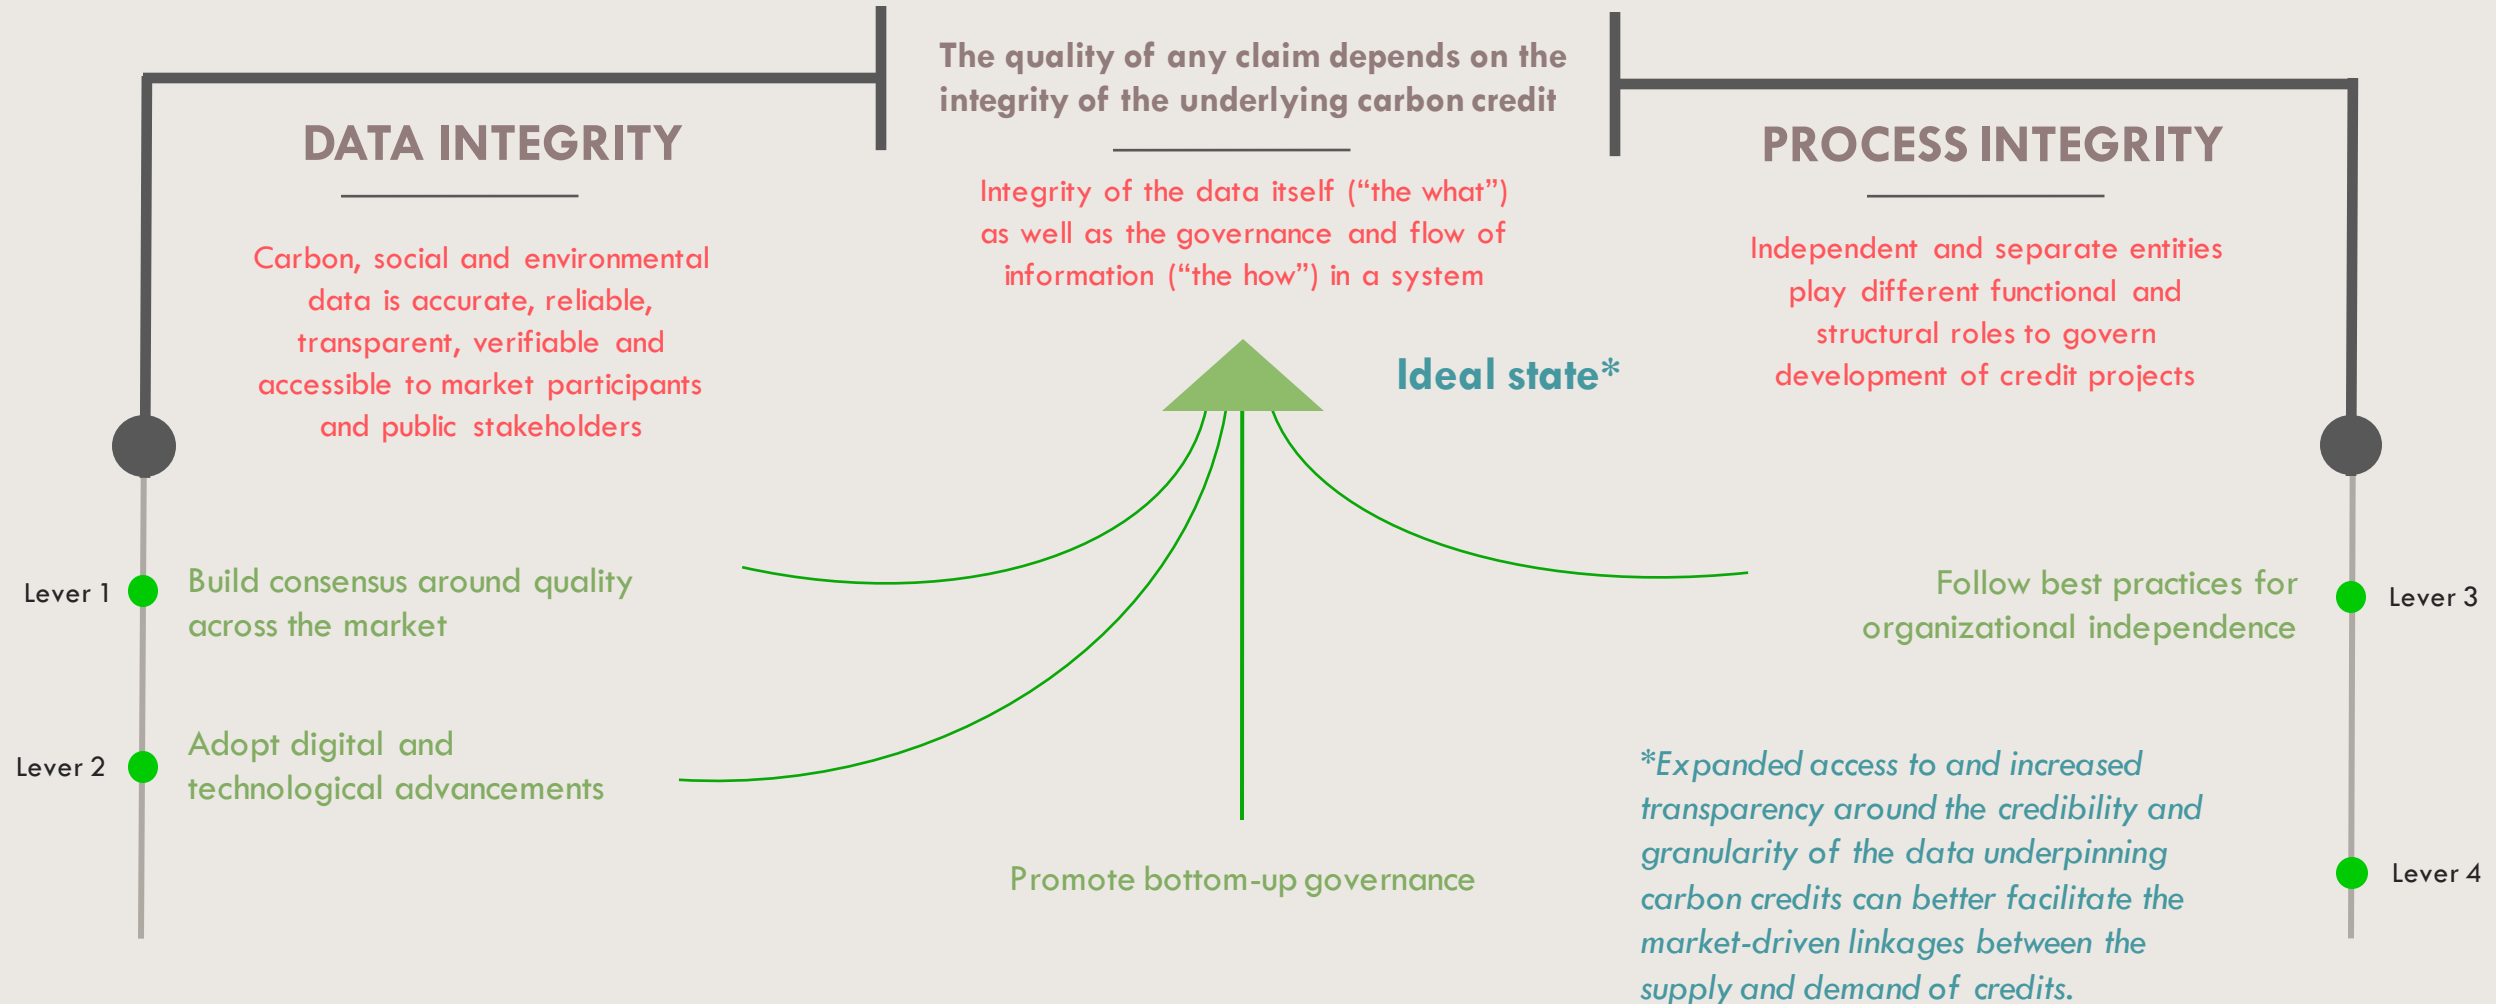 The quality of any claim depends on the
integrity of the underlying carbon credit
Integrity of the data itself (“the what”)
as well as the governance and flow of
information (“the how”) in a system
DATA INTEGRITY
Carbon, social and environmental
data is accurate, reliable,
transparent, verifiable and
accessible to market participants
and public stakeholders
PROCESS INTEGRITY
Independent and separate entities
play different functional and
structural roles to govern
development of credit projects
Ideal state*
Lever 1
Build consensus around quality
across the market
Lever 2
Adopt digital and
technological advancements
Promote bottom-up governance
Follow best practices for
organizational independence
Lever 3
Lever 4
*Expanded access to and increased
transparency around the credibility and
granularity of the data underpinning
carbon credits can better facilitate the
market-driven linkages between the
supply and demand of credits.